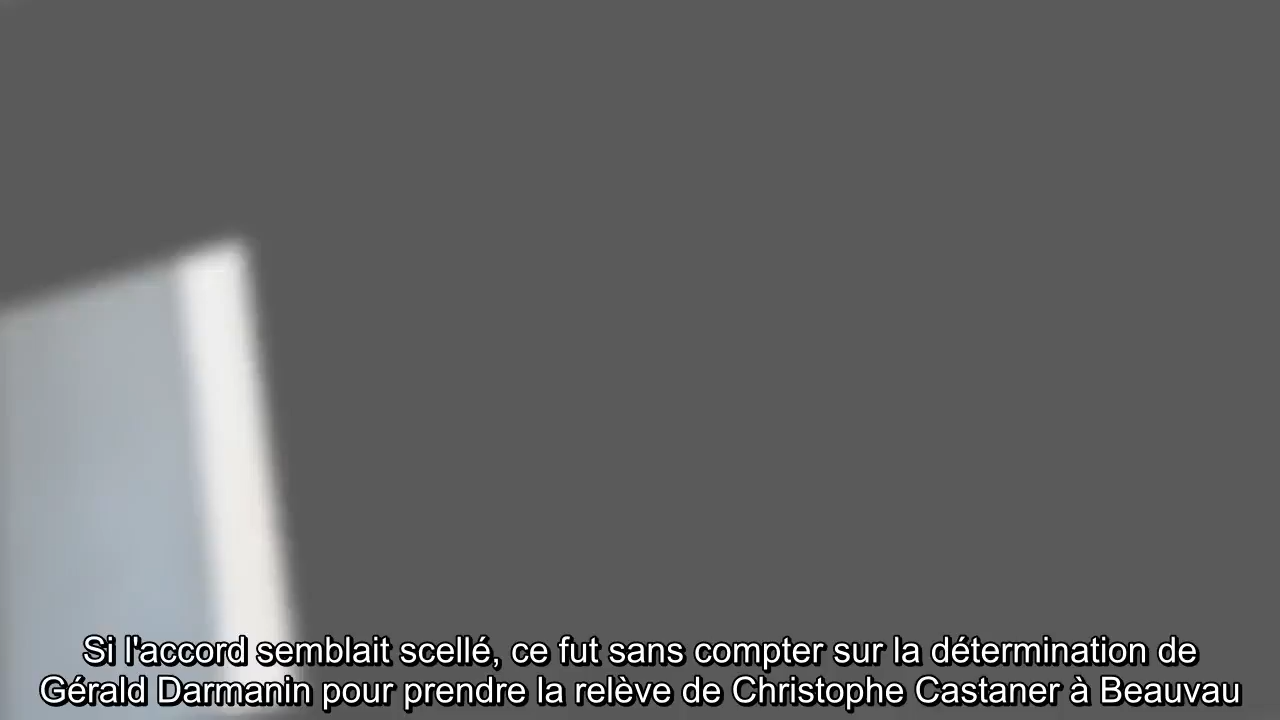 Si l'accord semblait scellé, ce fut sans compter sur la détermination de
Gérald Darmanin pour prendre la relève de Christophe Castaner à Beauvau